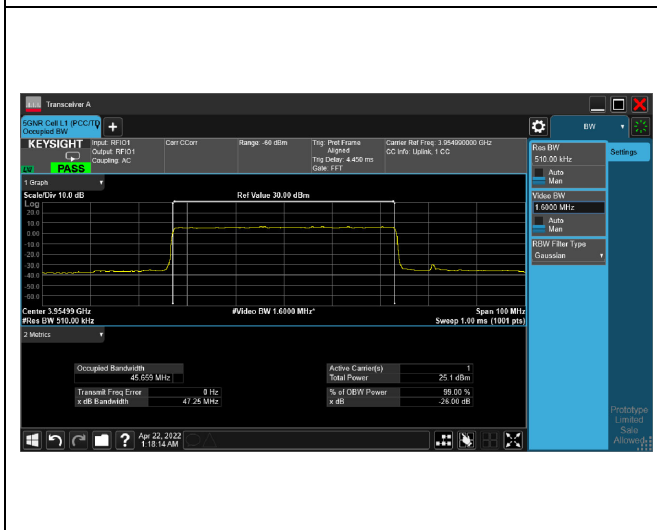 Transceiver A
5GNR Cell L1 (PCC/TD
Occupied BW
+
BW
KEYSIGHT
Input: RFIO1
Output: RFIO1
Coupling: AC
Corr CCorr
Range: -60 dBm
Trig: Pret Frame
Aligned
Trig Delay: 4.450 ms
Gate: FFT
Carrier Ref Freq: 3.954990000 GHz
CC Info: Uplink, 1 CC
PASS
Res BW
510.00 kHz
Settings
Auto
Man
1 Graph
Scale/Div 10.0 dB
Ref Value 30.00 dBm
Video BW
1.6000 MHz
Auto
Man
RBW Filter Type
Gaussian
Log
20.0
10.0
0.00
-10.0
-20.0
-30.0
-40.0
-50.0
-60.0
Center 3.95499 GHz
#Video BW 1.6000 MHz*
Span 100 MHz
#Res BW 510.00 kHz
Sweep 1.00 ms (1001 pts)
2 Metrics
Occupied Bandwidth
45.659 MHz
Active Carrier(s) 1
Total Power 25.1 dBm
Transmit Freq Error 0 Hz
x dB Bandwidth 47.25 MHz
% of OBW Power 99.00 %
x dB -26.00 dB
Prototype
Limited
Sale
Allowed
?
Apr 22, 2022
1:18:14 AM